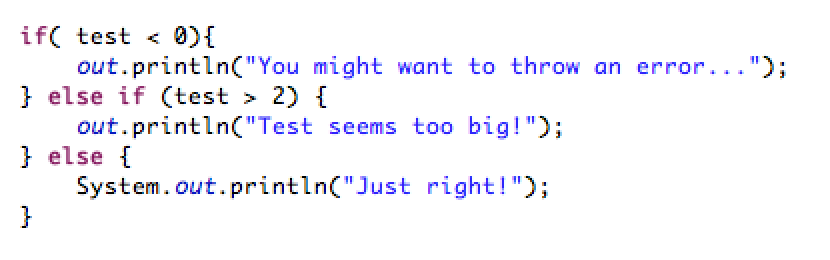 if( test < 0){
    out.println("You might want to throw an error...");
} else if (test > 2) {
    out.println("Test seems too big!");
} else {
    System.out.println("Just right!");
}